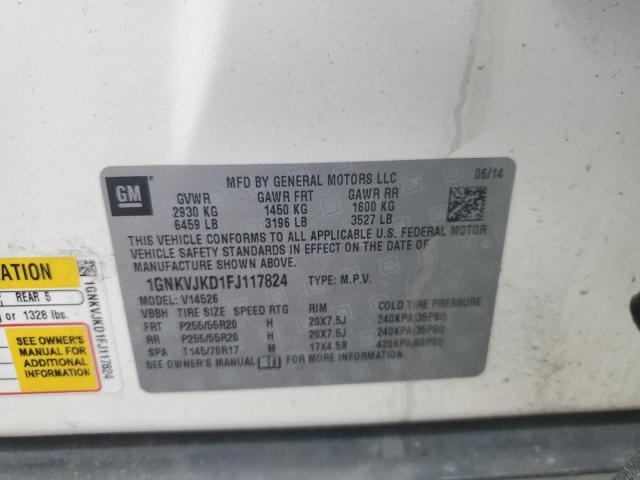 MFD BY GENERAL MOTORS LLC 06/14
GM
GVWR GAWR FRT GAWR RR
2930 KG 1450 KG 1600 KG
6459 LB 3196 LB 3527 LB
THIS VEHICLE CONFORMS TO ALL APPLICABLE U.S. FEDERAL MOTOR
VEHICLE SAFETY STANDARDS IN EFFECT ON THE DATE OF
MANUFACTURE SHOWN ABOVE.
1GNKVJKD1FJ117824 TYPE: M.P.V.
MODEL: V14526
VBBH TIRE SIZE SPEED RTG RIM COLD TIRE PRESSURE
FRT P255/55R20 H 20X7.5J 240KPA(35PSI)
RR P255/55R20 H 20X7.5J 240KPA(35PSI)
SPA T145/70R17 M 17X4.5B 420KPA(60PSI)
SEE OWNER'S MANUAL FOR MORE INFORMATION.
MATION
REAR 5
or 1328 lbs.
SEE OWNER'S
MANUAL FOR
ADDITIONAL
INFORMATION
1GNKVJKD1FJ117824